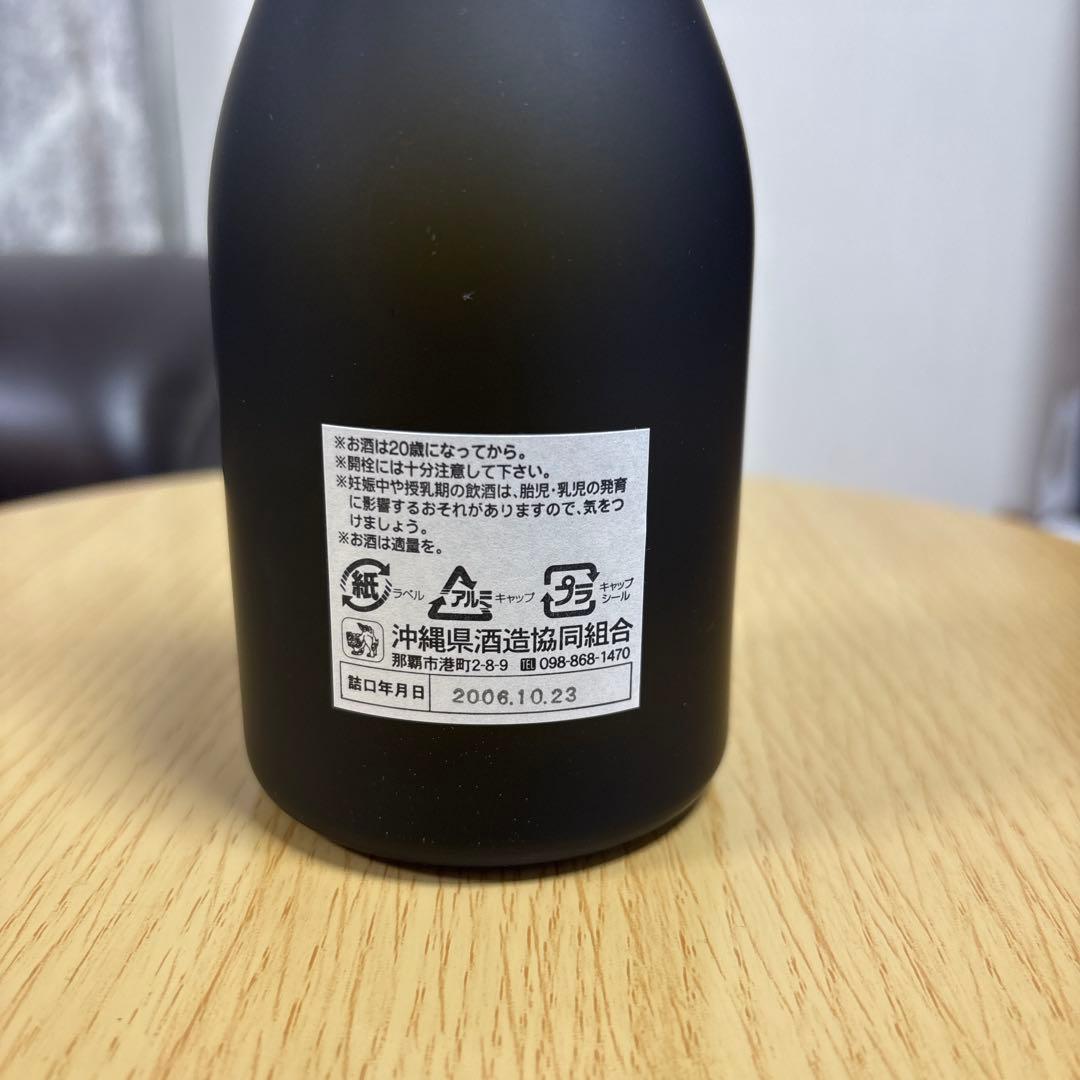 ※お酒は20歳になってから。
※開栓には十分注意して下さい。
※妊娠中や授乳期の飲酒は、胎児・乳児の発育
に影響するおそれがありますので、気をつ
けましょう。
※お酒は適量を。
紙 ラベル アルミ キャップ プラ キャップ
シール
沖縄県酒造協同組合
那覇市港町2-8-9 TEL 098-868-1470
詰口年月日 2006.10.23